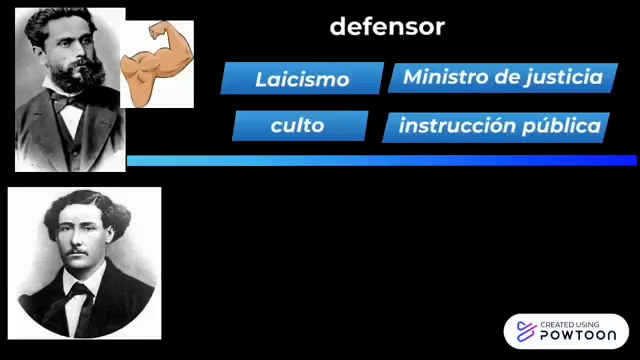 defensor
Laicismo
Ministro de justicia
culto
instrucción pública
CREATED USING
POWTOON